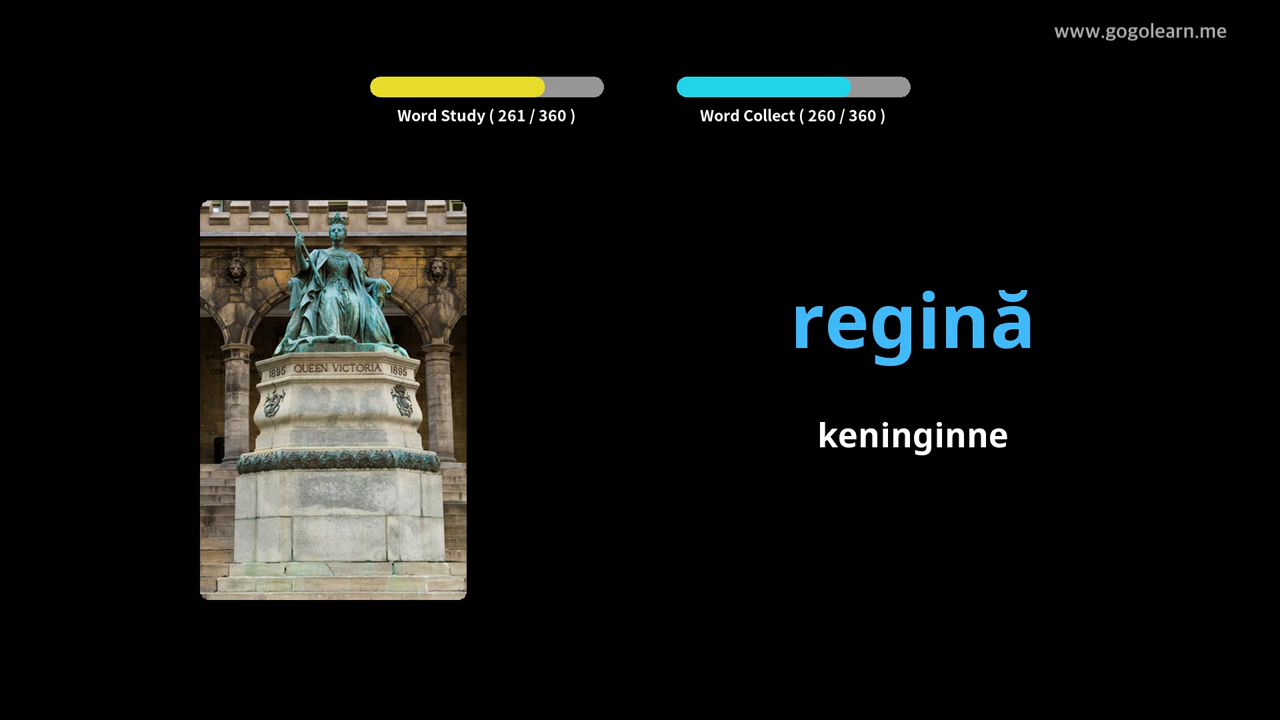 www.gogolearn.me
Word Study ( 261 / 360 )
Word Collect ( 260 / 360 )
1895 QUEEN VICTORIA 1895
regină
keninginne